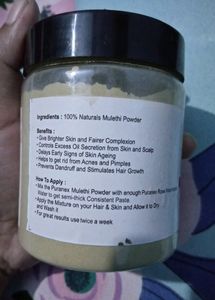 Ingredients : 100% Naturals Mulethi Powder
Benefits :
• Give Brighter Skin and Fairer Complexion
• Controls Excess Oil Secretion from Skin and Scalp
• Delays Early Signs of Skin Ageing
• Helps to get rid from Acnes and Pimples
• Prevents Dandruff and Stimulates Hair Growth
How To Apply :
• Mix the Puranex Mulethi Powder with enough Puranex Rose
Water to get semi-thick Consistent Paste.
• Apply the Mixture on your Hair & Skin and Allow it to Dry
and Wash it
• For great results use twice a week